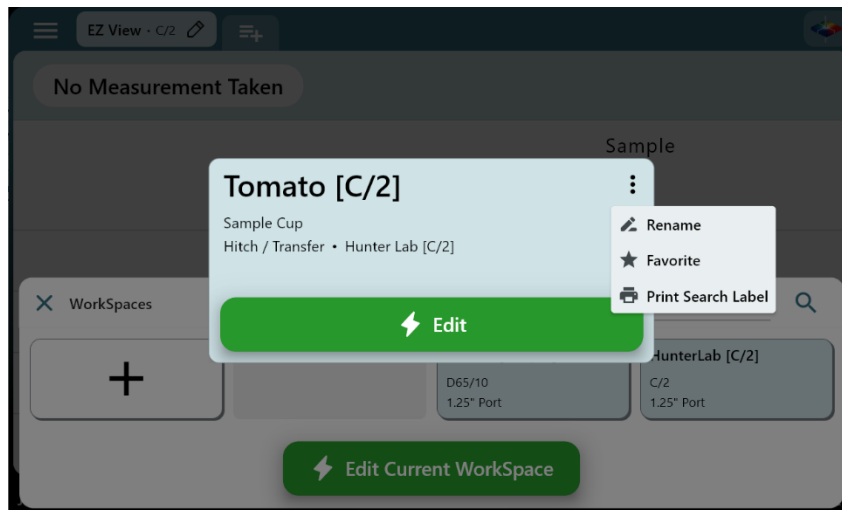 EZ View · C/2
No Measurement Taken
Sample
Tomato [C/2]
Sample Cup
Hitch / Transfer • Hunter Lab [C/2]
Rename
Favorite
Print Search Label
Edit
WorkSpaces
HunterLab [C/2]
D65/10
1.25" Port
C/2
1.25" Port
Edit Current WorkSpace